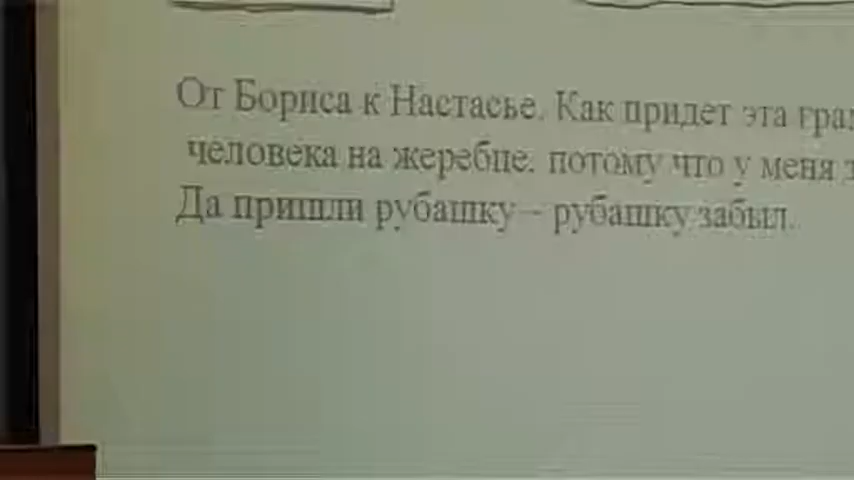 От Бориса к Настасье. Как придет эта
человека на жеребце, потому что у меня
Да пришли рубашку – рубашку забыл.